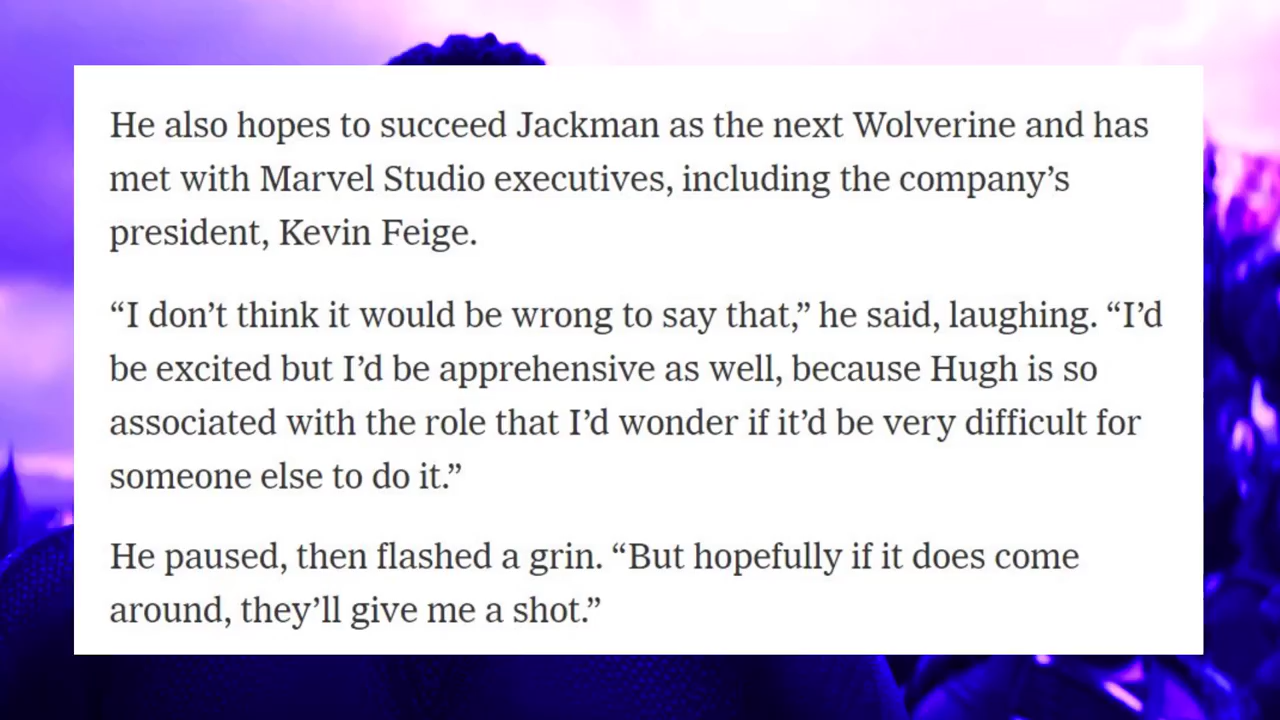 He also hopes to succeed Jackman as the next Wolverine and has
met with Marvel Studio executives, including the company’s
president, Kevin Feige.
“I don’t think it would be wrong to say that,” he said, laughing. “I’d
be excited but I’d be apprehensive as well, because Hugh is so
associated with the role that I’d wonder if it’d be very difficult for
someone else to do it.”
He paused, then flashed a grin. “But hopefully if it does come
around, they’ll give me a shot.”